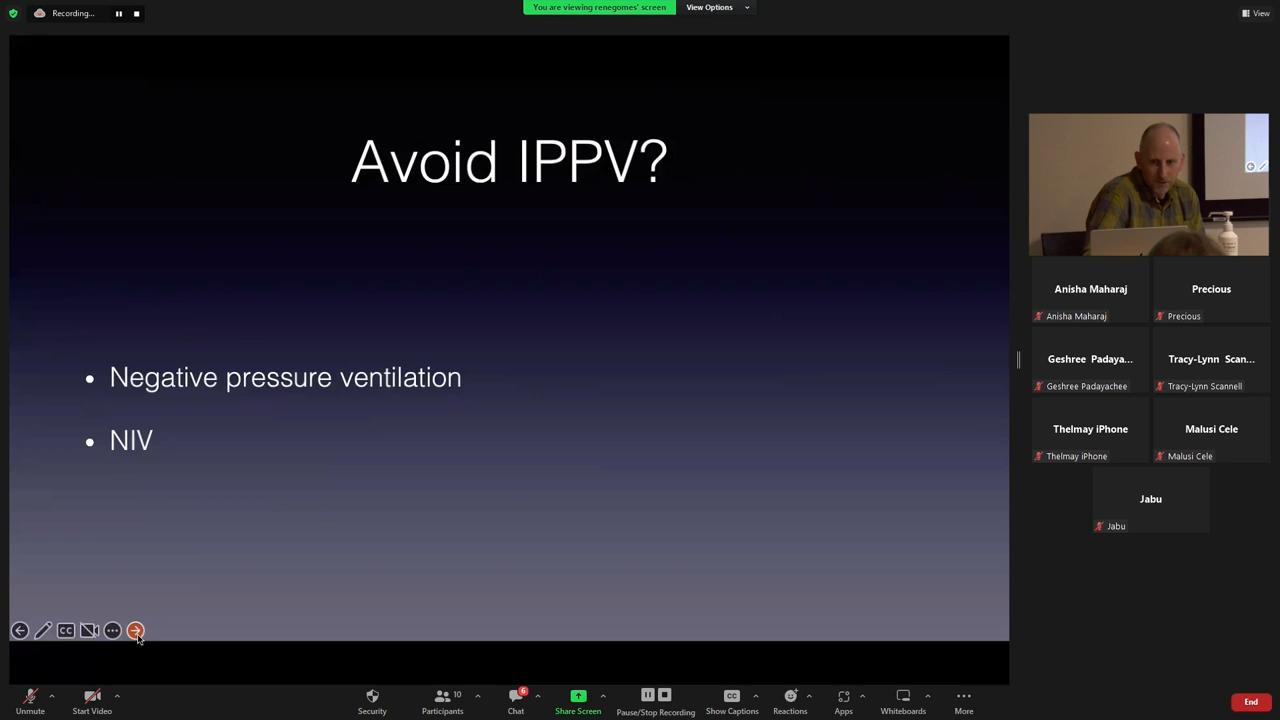 Recording...
You are viewing renegomes' screen
View Options
View
Avoid IPPV?
• Negative pressure ventilation
• NIV
CC
Anisha Maharaj
Anisha Maharaj
Precious
Precious
Geshree Padaya...
Geshree Padayachee
Tracy-Lynn Scan...
Tracy-Lynn Scannell
Thelmay iPhone
Thelmay iPhone
Malusi Cele
Malusi Cele
Jabu
Jabu
Unmute
Start Video
Security
10
Participants
6
Chat
Share Screen
Pause/Stop Recording
CC
Show Captions
Reactions
Apps
Whiteboards
More
End